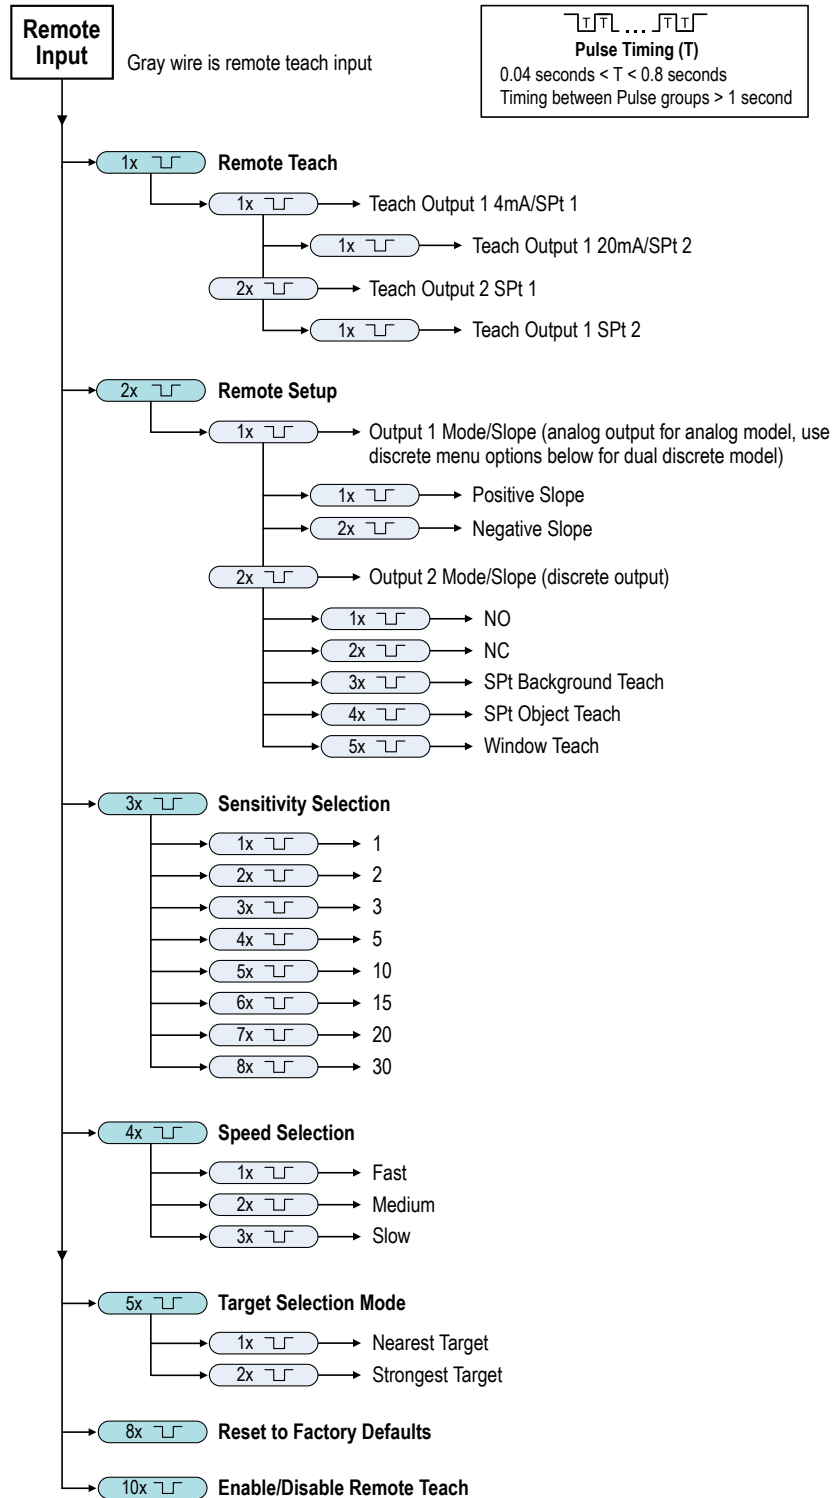 Remote
Input
Gray wire is remote teach input
T T ... T T
Pulse Timing (T)
0.04 seconds < T < 0.8 seconds
Timing between Pulse groups > 1 second
1x Remote Teach
1x Teach Output 1 4mA/SPt 1
1x Teach Output 1 20mA/SPt 2
2x Teach Output 2 SPt 1
1x Teach Output 1 SPt 2
2x Remote Setup
1x Output 1 Mode/Slope (analog output for analog model, use
discrete menu options below for dual discrete model)
1x Positive Slope
2x Negative Slope
2x Output 2 Mode/Slope (discrete output)
1x NO
2x NC
3x SPt Background Teach
4x SPt Object Teach
5x Window Teach
3x Sensitivity Selection
1x 1
2x 2
3x 3
4x 5
5x 10
6x 15
7x 20
8x 30
4x Speed Selection
1x Fast
2x Medium
3x Slow
5x Target Selection Mode
1x Nearest Target
2x Strongest Target
8x Reset to Factory Defaults
10x Enable/Disable Remote Teach